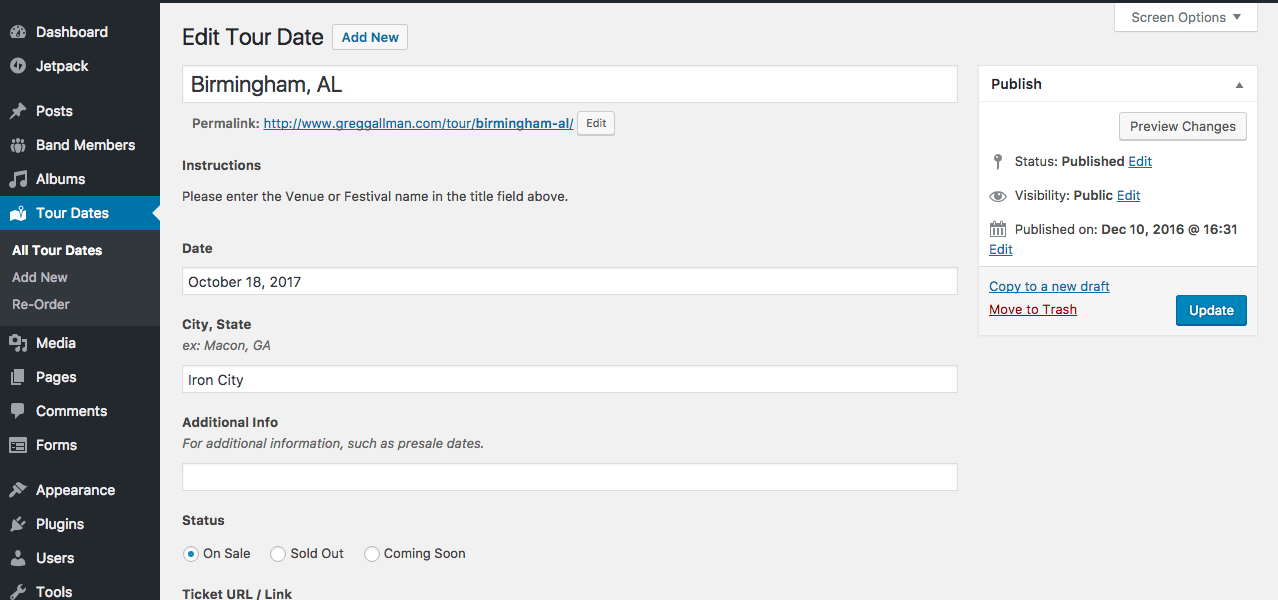 Dashboard
Jetpack
Posts
Band Members
Albums
Tour Dates
All Tour Dates
Add New
Re-Order
Media
Pages
Comments
Forms
Appearance
Plugins
Users
Tools
Screen Options
Edit Tour Date Add New
Birmingham, AL
Permalink: http://www.greggallman.com/tour/birmingham-al/ Edit
Instructions
Please enter the Venue or Festival name in the title field above.
Date
October 18, 2017
City, State
ex: Macon, GA
Iron City
Additional Info
For additional information, such as presale dates.
Status
On Sale Sold Out Coming Soon
Ticket URL / Link
Publish
Preview Changes
Status: Published Edit
Visibility: Public Edit
Published on: Dec 10, 2016 @ 16:31
Edit
Copy to a new draft
Move to Trash
Update